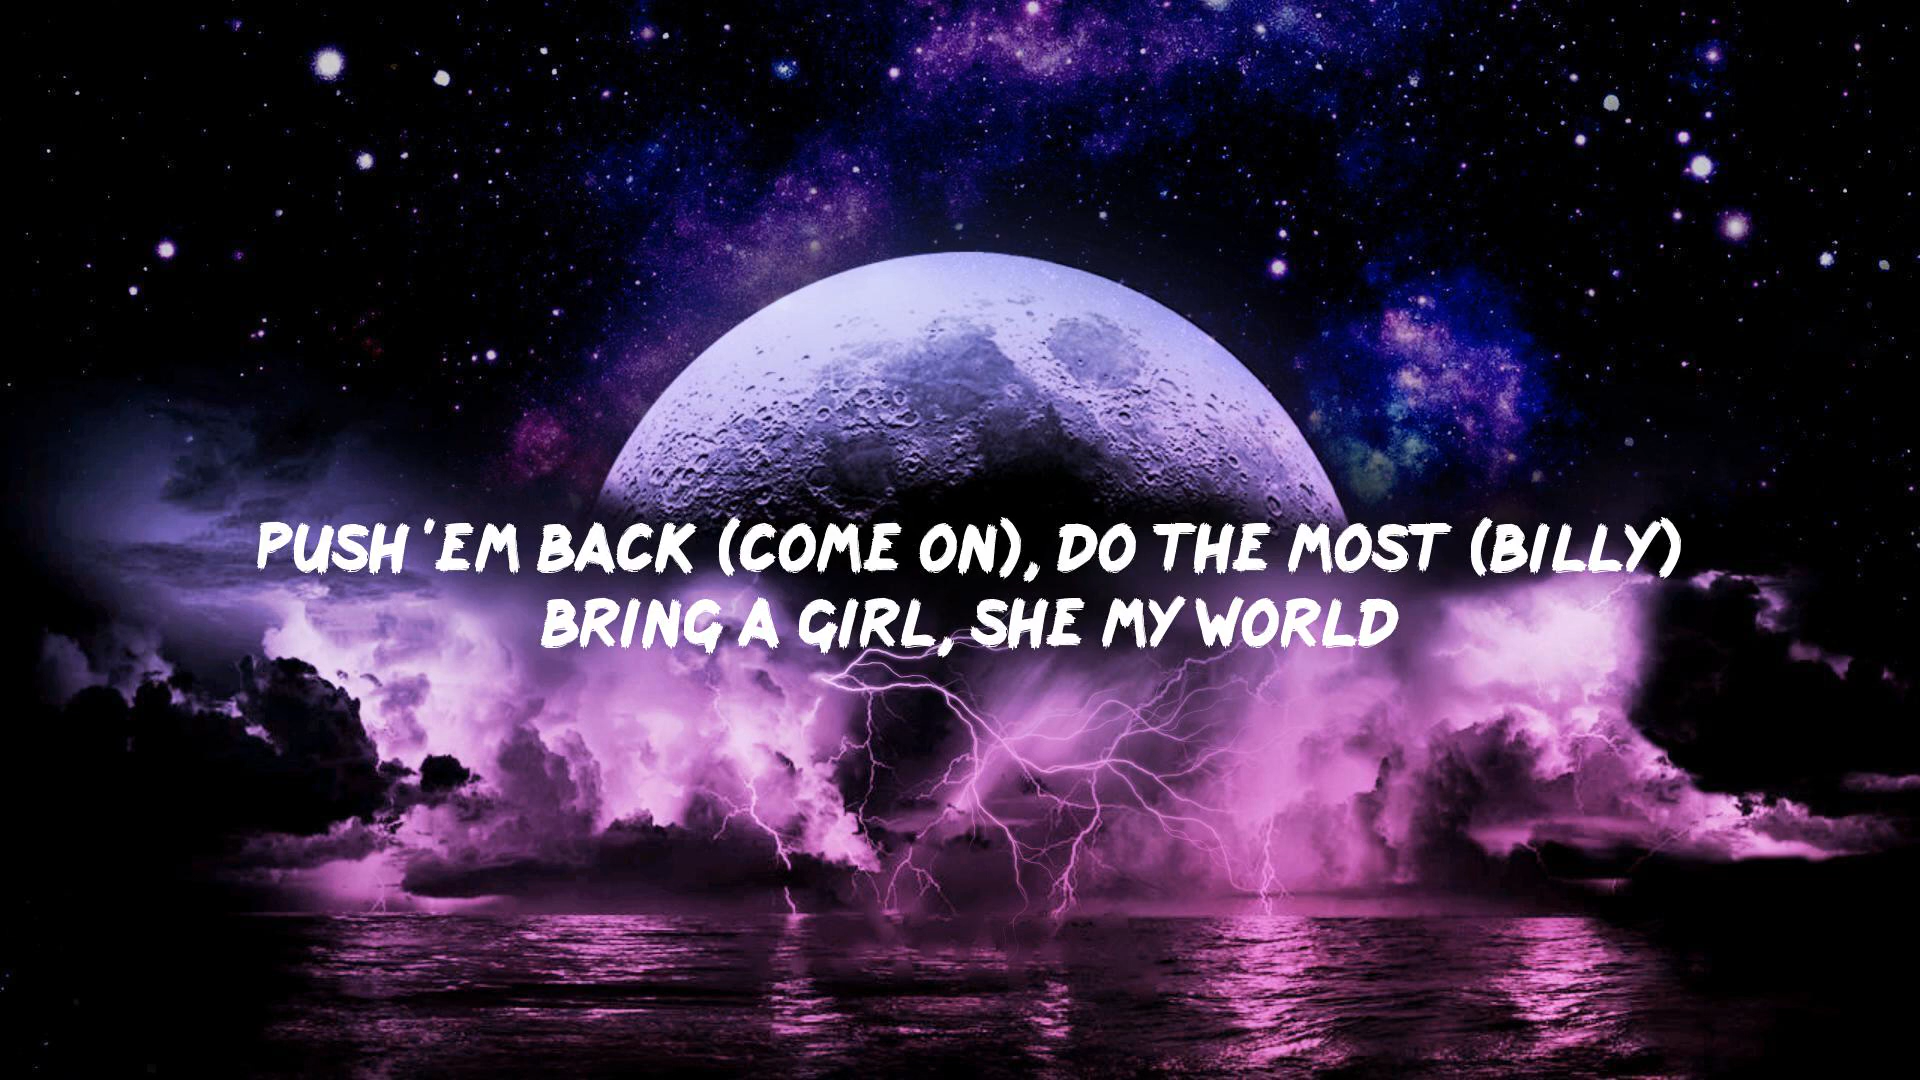 PUSH 'EM BACK (COME ON), DO THE MOST (BILLY)
BRING A GIRL, SHE MY WORLD